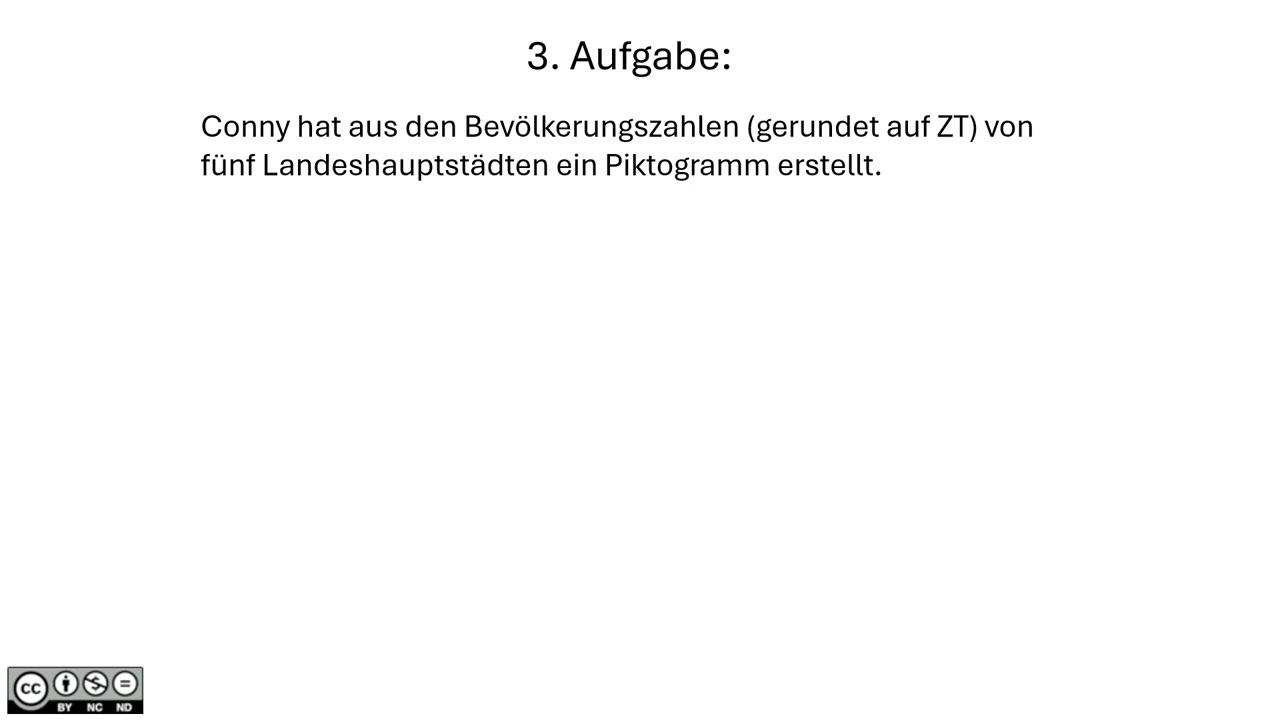 3. Aufgabe:
Conny hat aus den Bevölkerungszahlen (gerundet auf ZT) von
fünf Landeshauptstädten ein Piktogramm erstellt.
cc
BY NC ND